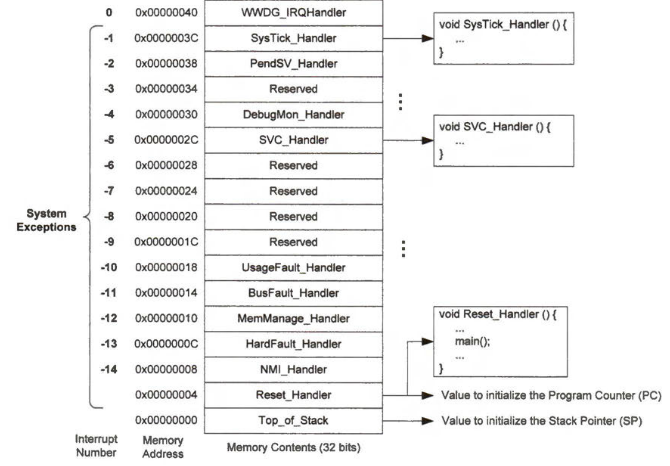 0 0x00000040 WWDG_IRQHandler
-1 0x0000003C SysTick_Handler
void SysTick_Handler () {
...
}
-2 0x00000038 PendSV_Handler
-3 0x00000034 Reserved
-4 0x00000030 DebugMon_Handler
-5 0x0000002C SVC_Handler
void SVC_Handler () {
...
}
-6 0x00000028 Reserved
-7 0x00000024 Reserved
System
Exceptions
-8 0x00000020 Reserved
-9 0x0000001C Reserved
-10 0x00000018 UsageFault_Handler
-11 0x00000014 BusFault_Handler
-12 0x00000010 MemManage_Handler
-13 0x0000000C HardFault_Handler
-14 0x00000008 NMI_Handler
void Reset_Handler () {
...
main();
...
}
0x00000004 Reset_Handler Value to initialize the Program Counter (PC)
0x00000000 Top_of_Stack Value to initialize the Stack Pointer (SP)
Interrupt
Number
Memory
Address
Memory Contents (32 bits)